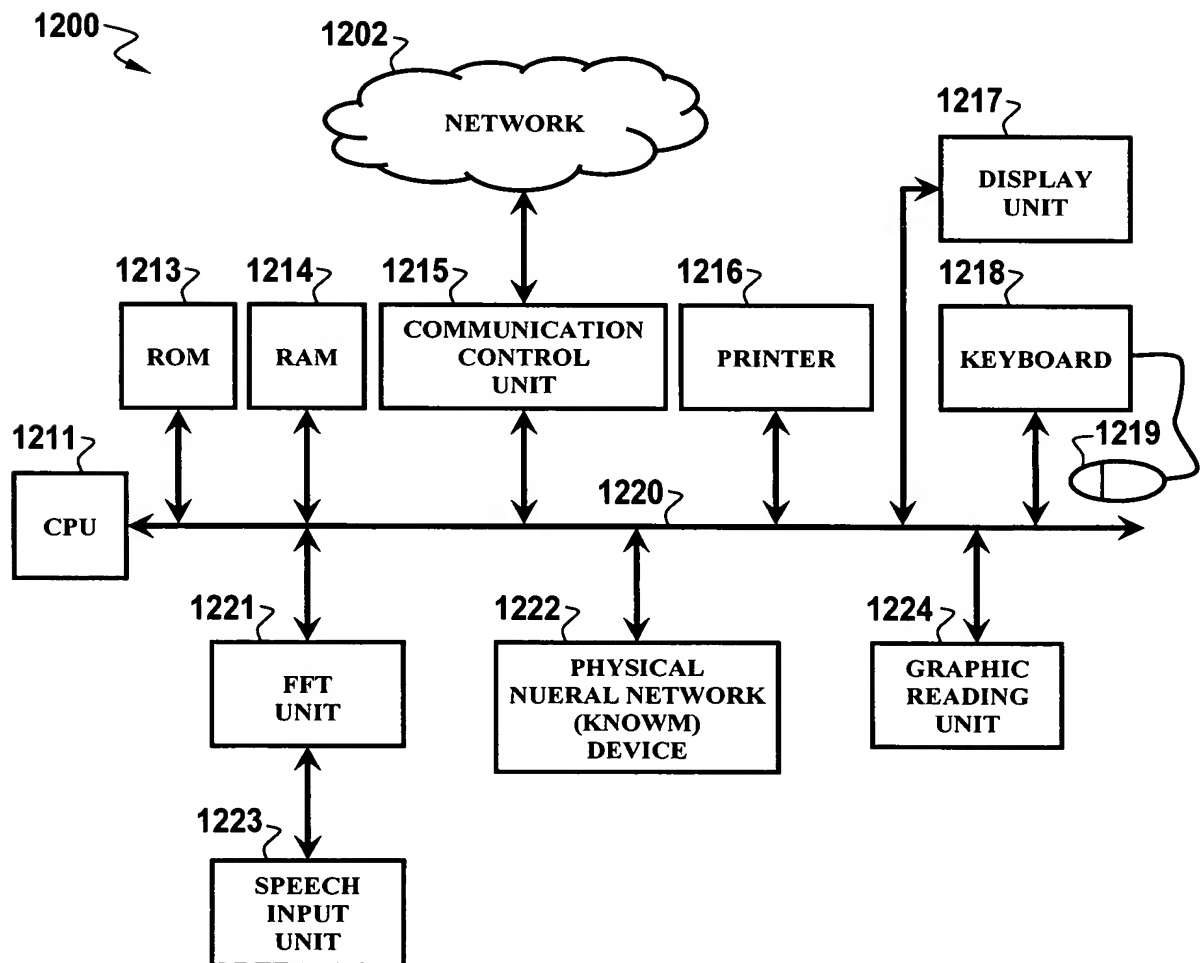 1200
1202
NETWORK
1217
DISPLAY
UNIT
1213
ROM
1214
RAM
1215
COMMUNICATION
CONTROL
UNIT
1216
PRINTER
1218
KEYBOARD
1219
1211
CPU
1220
1221
FFT
UNIT
1222
PHYSICAL
NUERAL NETWORK
(KNOWM)
DEVICE
1224
GRAPHIC
READING
UNIT
1223
SPEECH
INPUT
UNIT